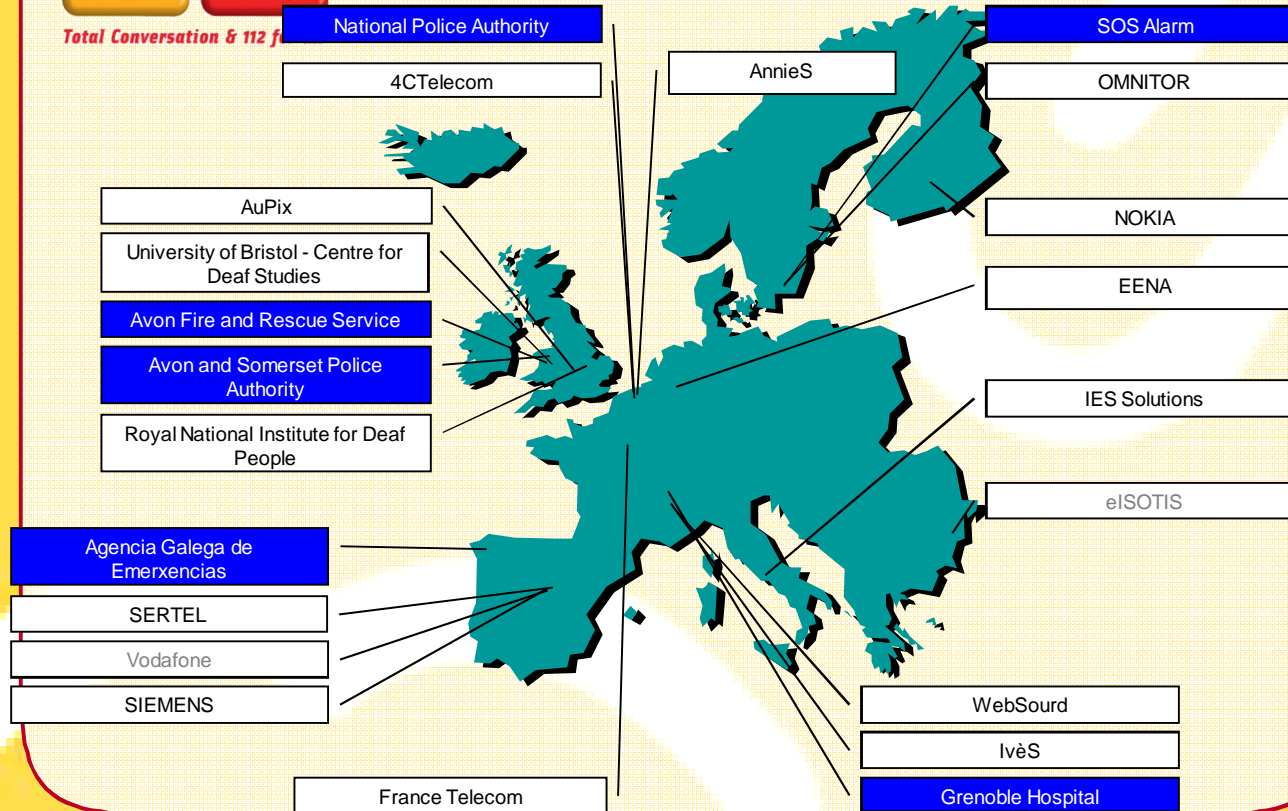 Total Conversation & 112
National Police Authority
SOS Alarm
4CTelecom
AnnieS
OMNITOR
AuPix
University of Bristol - Centre for
Deaf Studies
NOKIA
Avon Fire and Rescue Service
EENA
Avon and Somerset Police
Authority
IES Solutions
Royal National Institute for Deaf
People
eISOTIS
Agencia Galega de
Emerxencias
SERTEL
Vodafone
SIEMENS
WebSourd
IvèS
France Telecom
Grenoble Hospital